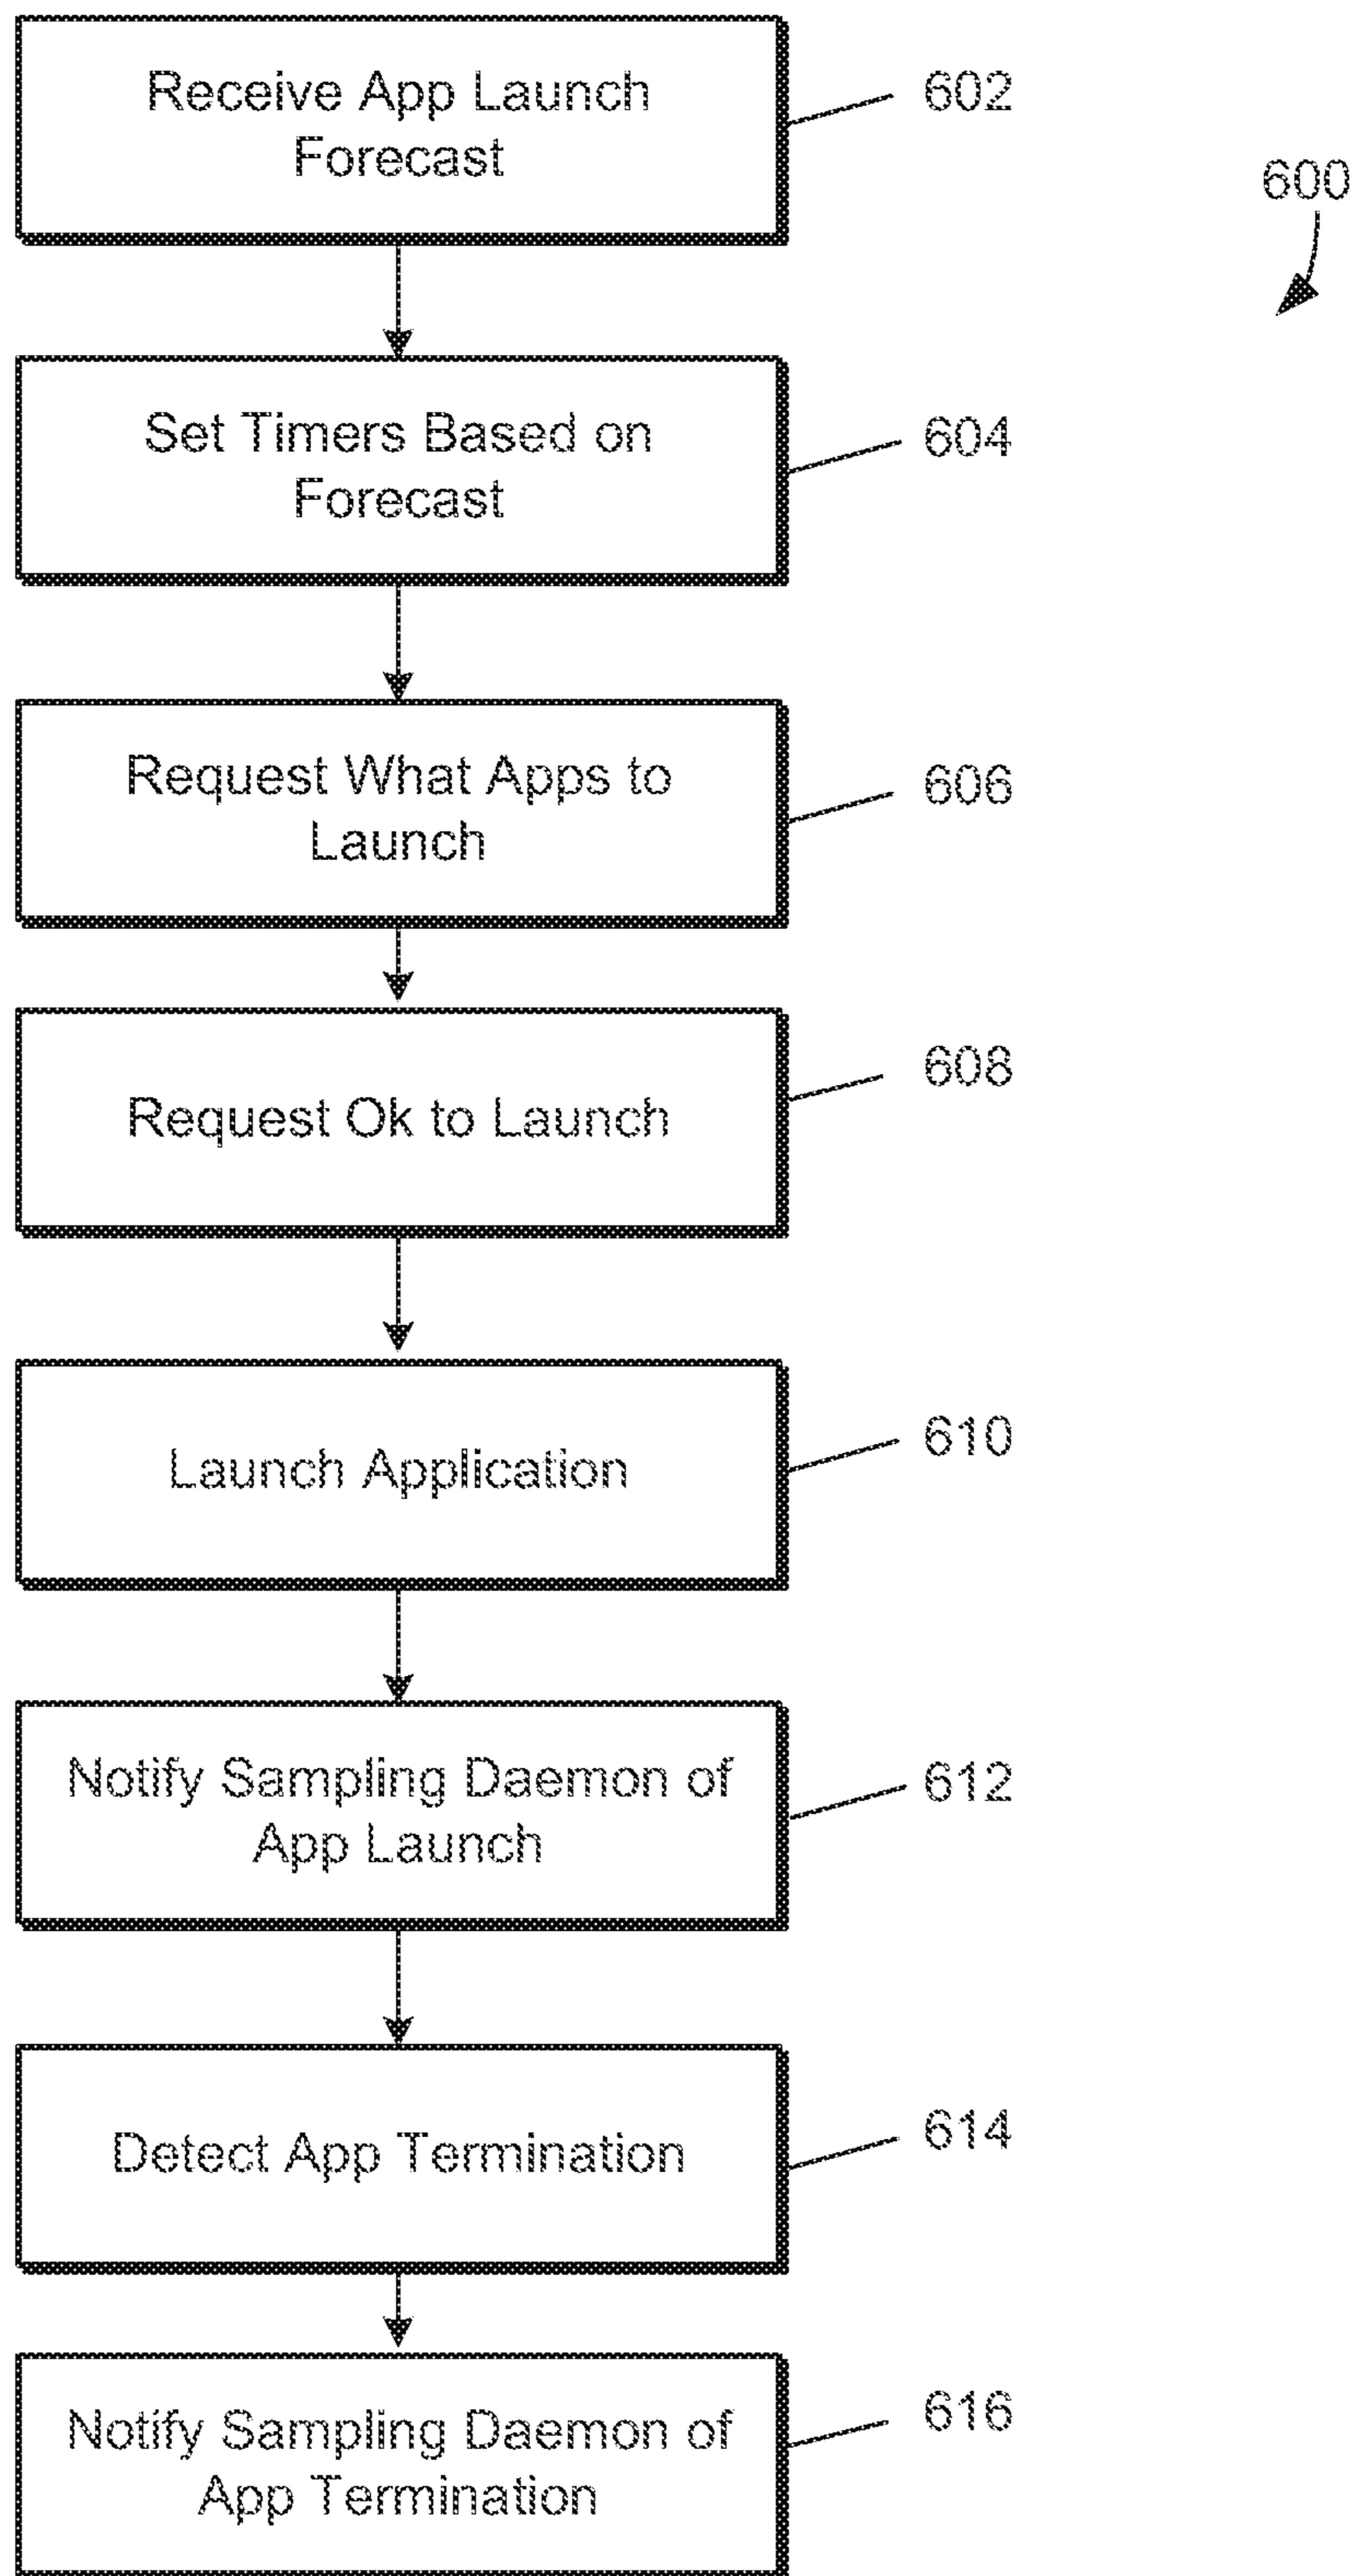 Receive App Launch
Forecast
602
600
Set Timers Based on
Forecast
604
Request What Apps to
Launch
606
Request Ok to Launch
608
Launch Application
610
Notify Sampling Daemon of
App Launch
612
Detect App Termination
614
Notify Sampling Daemon of
App Termination
616